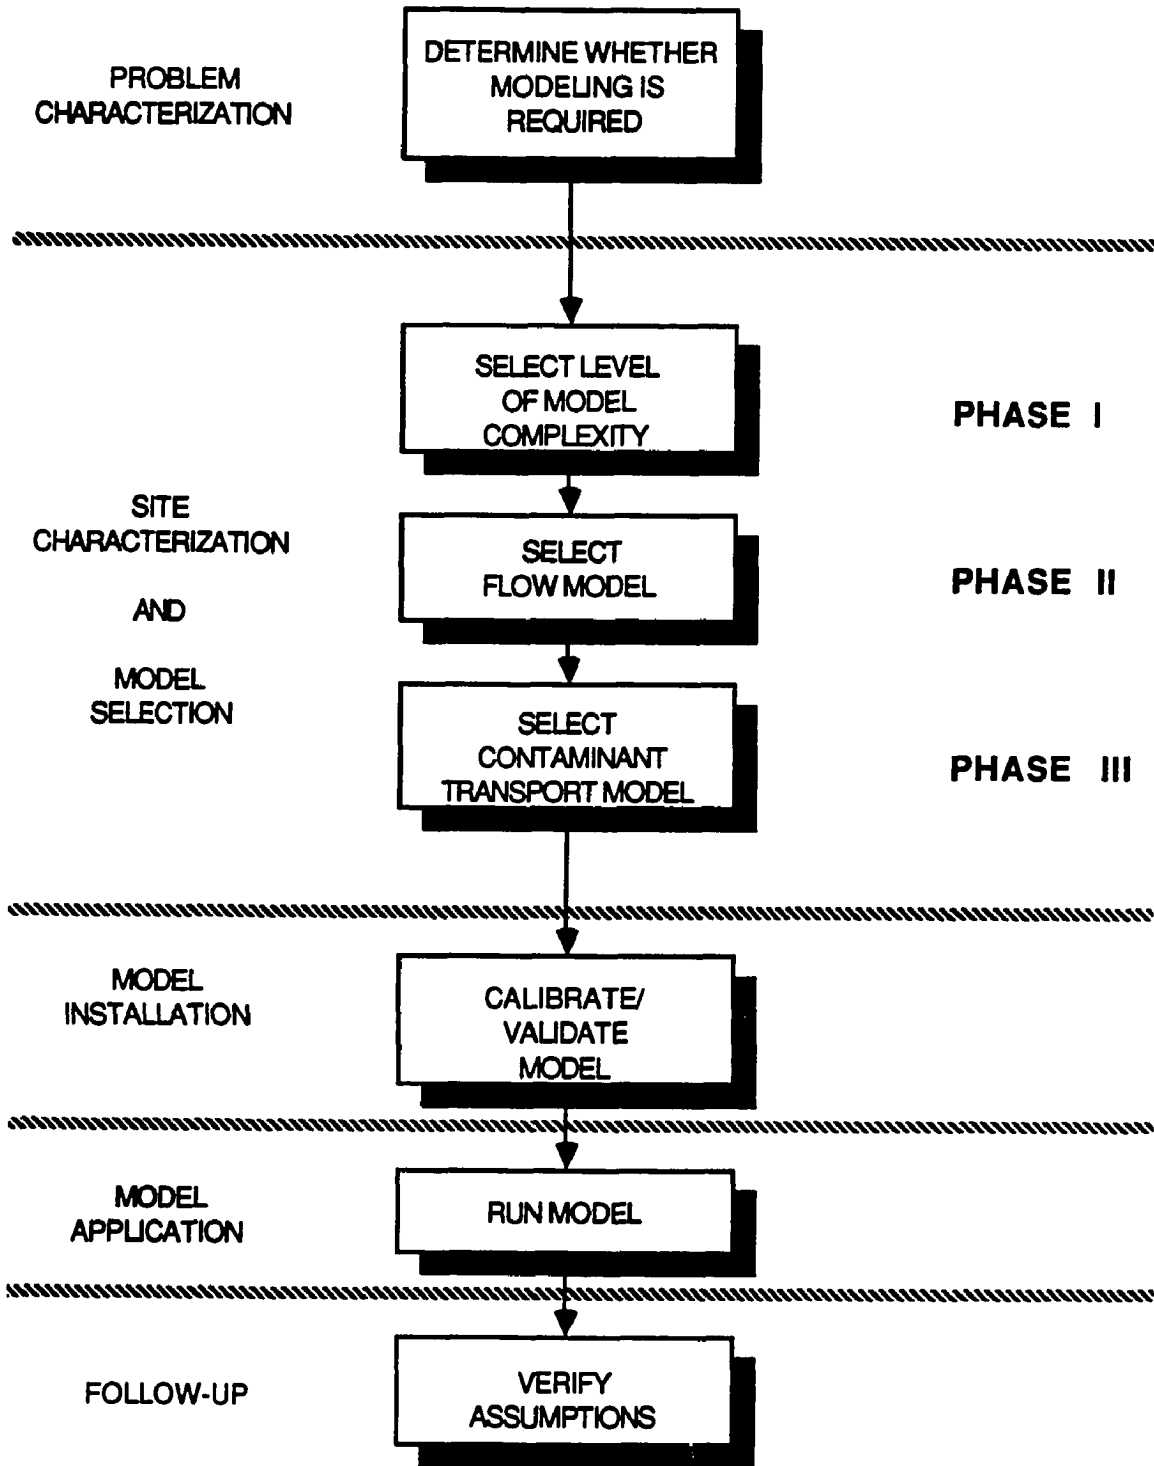 PROBLEM
CHARACTERIZATION
DETERMINE WHETHER
MODELING IS
REQUIRED
SELECT LEVEL
OF MODEL
COMPLEXITY
PHASE I
SITE
CHARACTERIZATION
AND
MODEL
SELECTION
SELECT
FLOW MODEL
PHASE II
SELECT
CONTAMINANT
TRANSPORT MODEL
PHASE III
MODEL
INSTALLATION
CALIBRATE/
VALIDATE
MODEL
MODEL
APPLICATION
RUN MODEL
FOLLOW-UP
VERIFY
ASSUMPTIONS